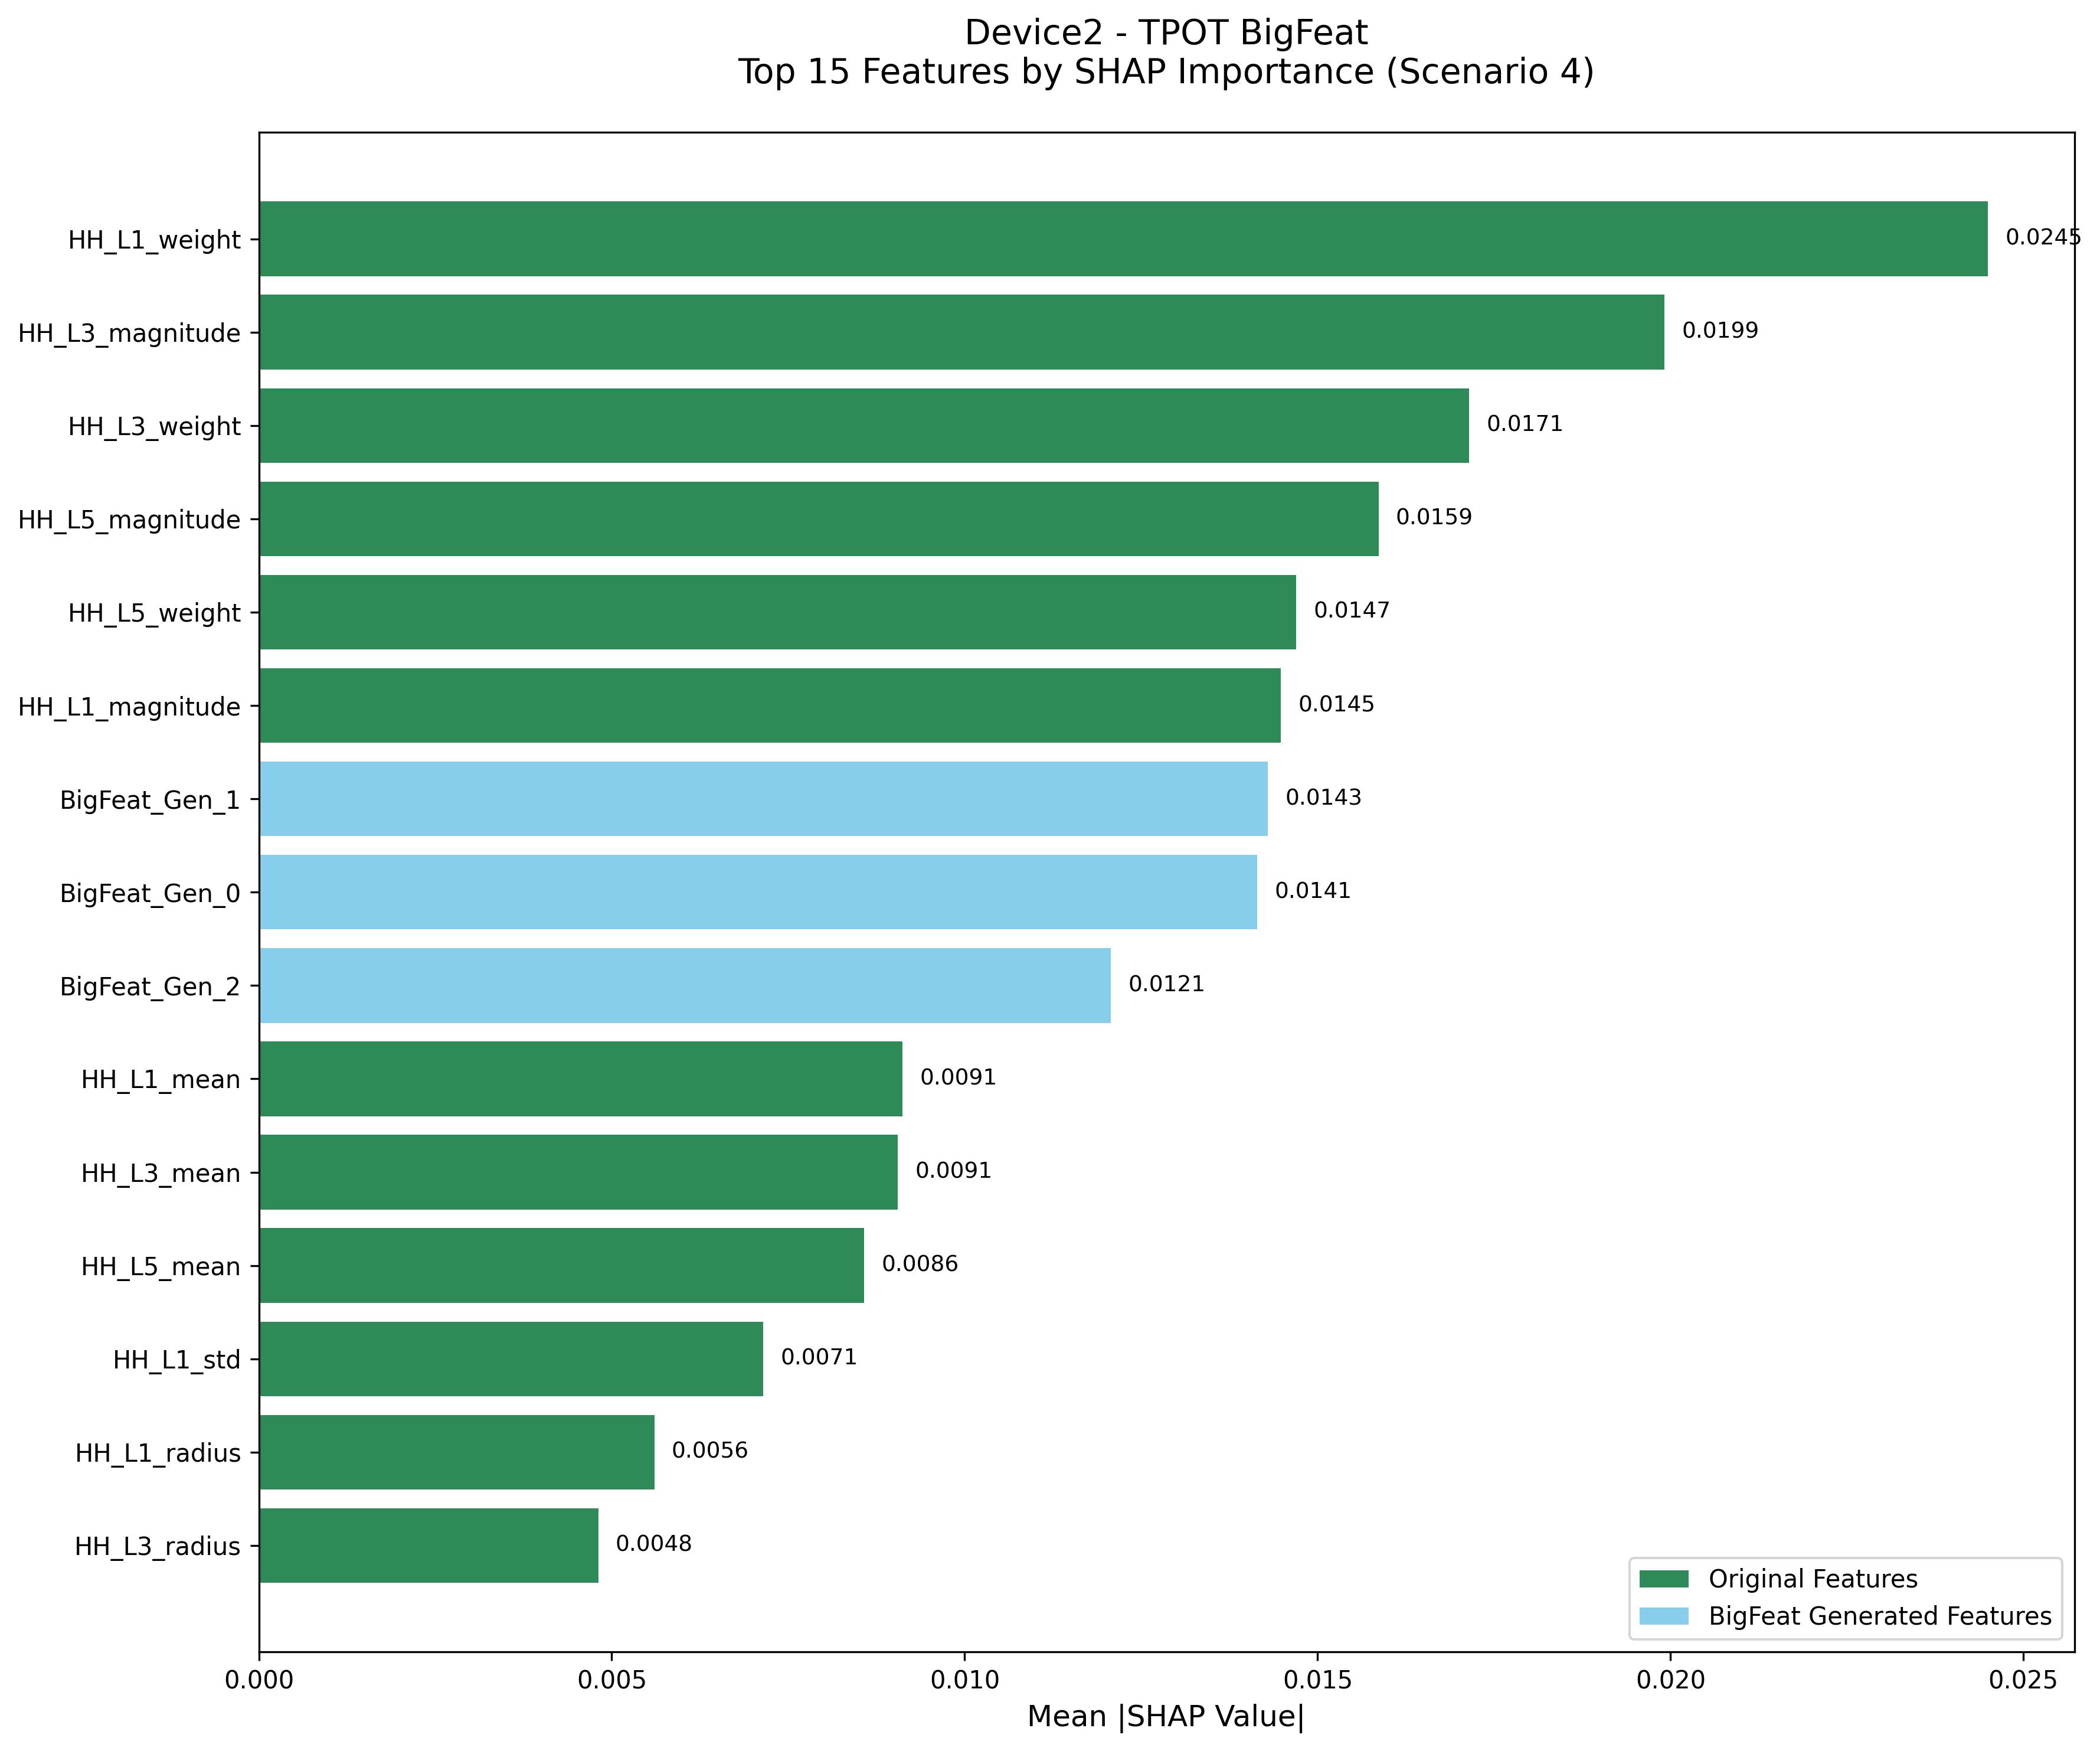 Device2 - TPOT BigFeat
Top 15 Features by SHAP Importance (Scenario 4)
HH_L1_weight 0.0245
HH_L3_magnitude 0.0199
HH_L3_weight 0.0171
HH_L5_magnitude 0.0159
HH_L5_weight 0.0147
HH_L1_magnitude 0.0145
BigFeat_Gen_1 0.0143
BigFeat_Gen_0 0.0141
BigFeat_Gen_2 0.0121
HH_L1_mean 0.0091
HH_L3_mean 0.0091
HH_L5_mean 0.0086
HH_L1_std 0.0071
HH_L1_radius 0.0056
HH_L3_radius 0.0048
Original Features
BigFeat Generated Features
0.000 0.005 0.010 0.015 0.020 0.025
Mean |SHAP Value|